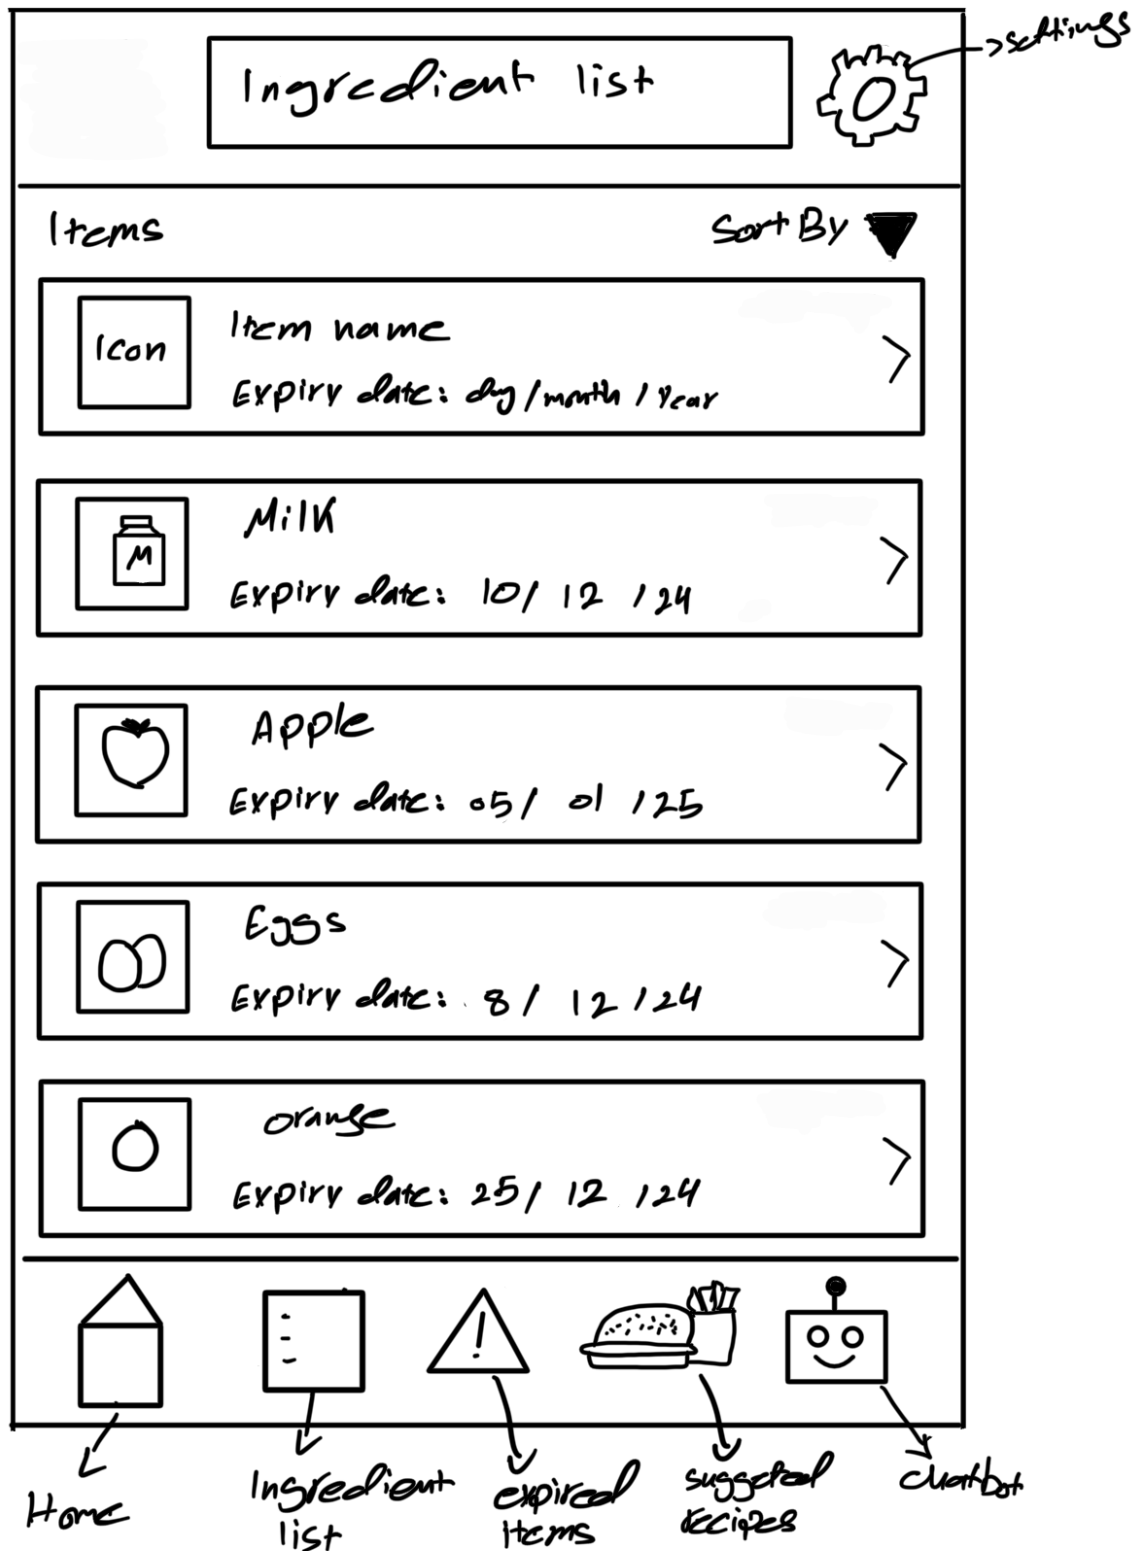 Ingredient list
settings
Items
Sort By
Icon
Item name
Expiry date: day/month/year
Milk
M
Expiry date: 10/ 12 /24
Apple
Expiry date: 05/ 01 /25
Eggs
Expiry date: 8/ 12 /24
orange
Expiry date: 25/ 12 /24
!
Home
Ingredient
list
expired
items
suggeted
recipes
chatbot